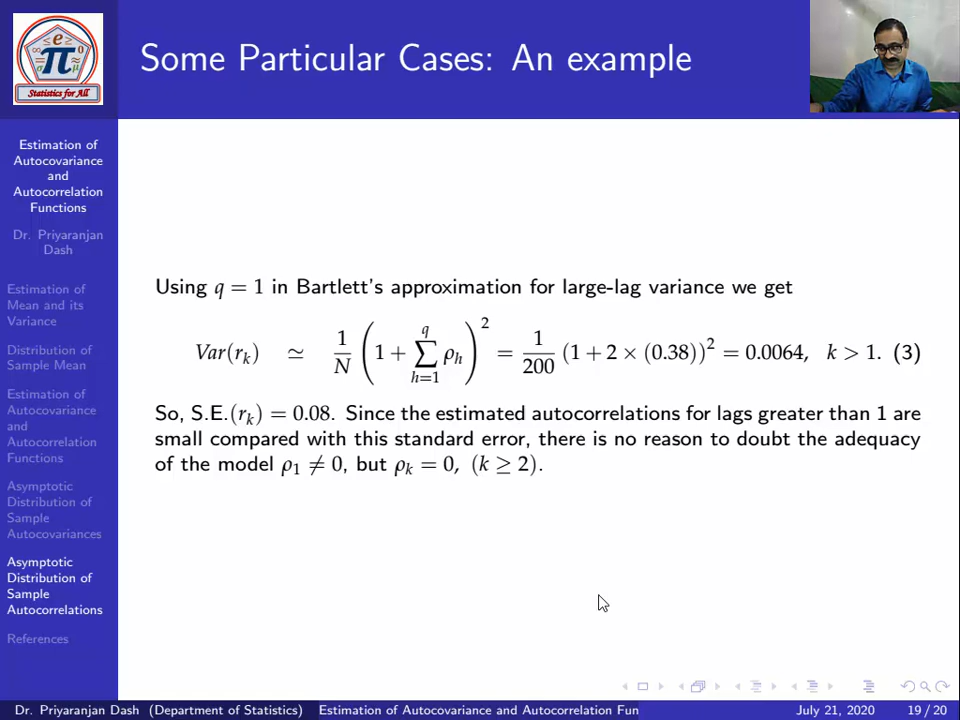 Some Particular Cases: An example
∞ ≤ e ≥ 0
π
σ ≈ μ
Statistics for All
Estimation of
Autocovariance
and
Autocorrelation
Functions
Dr. Priyaranjan
Dash
Estimation of
Mean and its
Variance
Distribution of
Sample Mean
Estimation of
Autocovariance
and
Autocorrelation
Functions
Asymptotic
Distribution of
Sample
Autocovariances
Asymptotic
Distribution of
Sample
Autocorrelations
References
Using q = 1 in Bartlett's approximation for large-lag variance we get
Var(r_k) ≃ 1/N (1 + ∑_{h=1}^{q} ρ_h)^2 = 1/200 (1 + 2 × (0.38))^2 = 0.0064, k > 1. (3)
So, S.E.(r_k) = 0.08. Since the estimated autocorrelations for lags greater than 1 are
small compared with this standard error, there is no reason to doubt the adequacy
of the model ρ_1 ≠ 0, but ρ_k = 0, (k ≥ 2).
Dr. Priyaranjan Dash (Department of Statistics) Estimation of Autocovariance and Autocorrelation Fun July 21, 2020 19 / 20